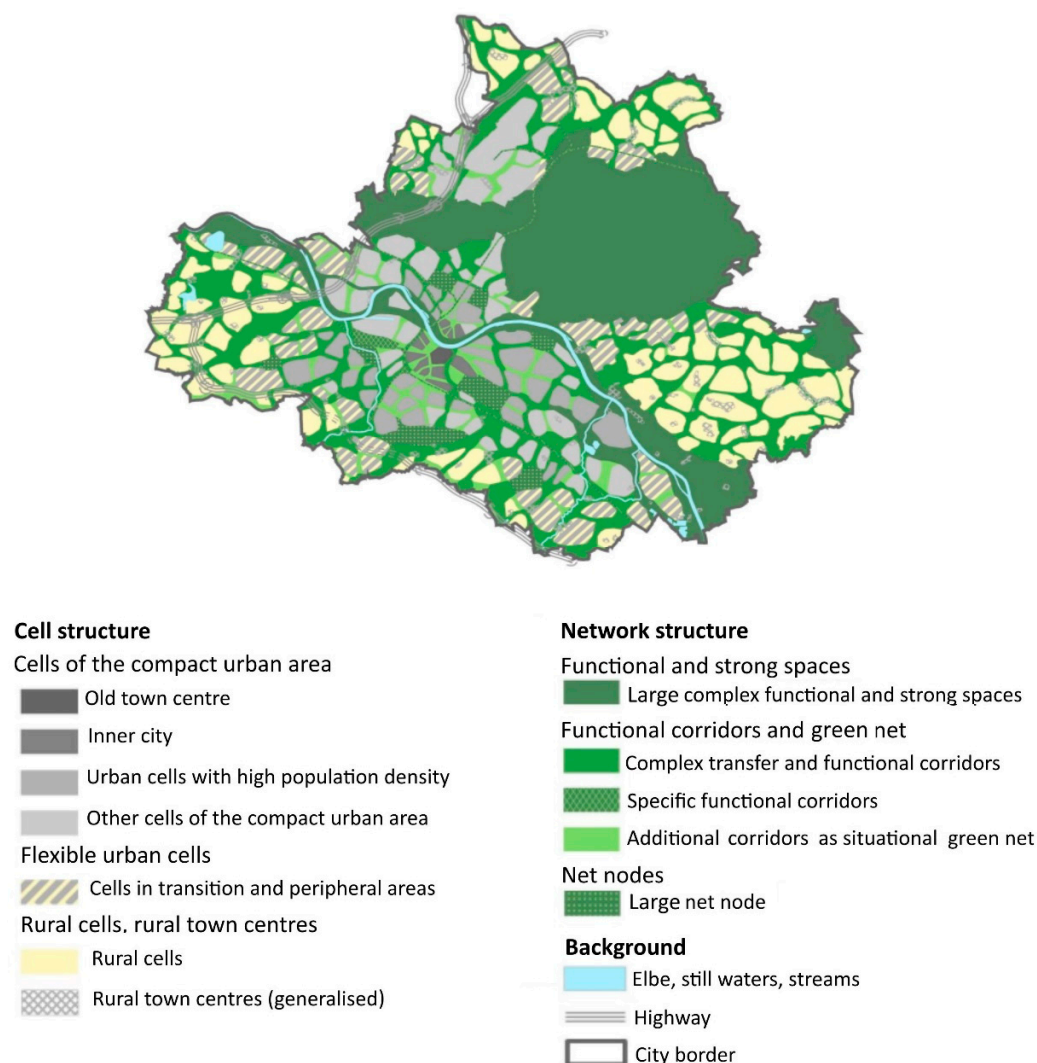 Cell structure
Cells of the compact urban area
Old town centre
Inner city
Urban cells with high population density
Other cells of the compact urban area
Flexible urban cells
Cells in transition and peripheral areas
Rural cells, rural town centres
Rural cells
Rural town centres (generalised)
Network structure
Functional and strong spaces
Large complex functional and strong spaces
Functional corridors and green net
Complex transfer and functional corridors
Specific functional corridors
Additional corridors as situational green net
Net nodes
Large net node
Background
Elbe, still waters, streams
Highway
City border